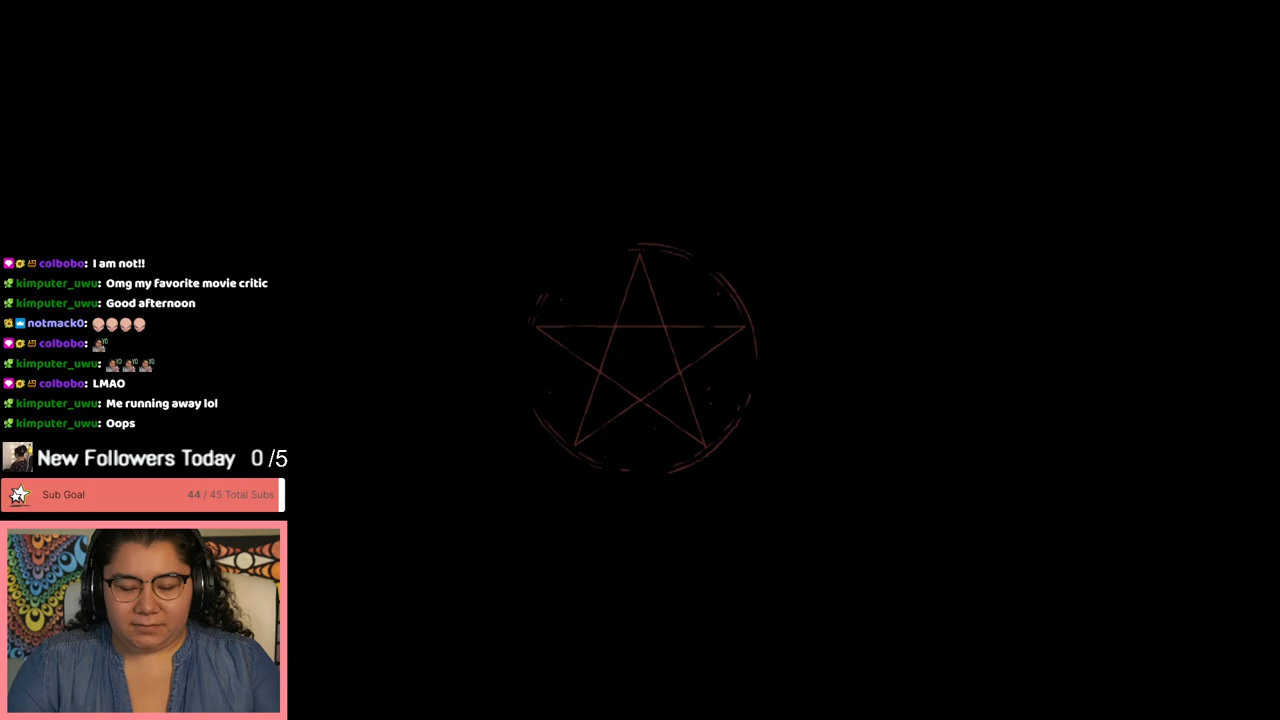 colbobo: I am not!!
kimputer_uwu: Omg my favorite movie critic
kimputer_uwu: Good afternoon
notmack0:
colbobo:
kimputer_uwu:
colbobo: LMAO
kimputer_uwu: Me running away lol
kimputer_uwu: Oops
New Followers Today 0 /5
Sub Goal 44 / 45 Total Subs